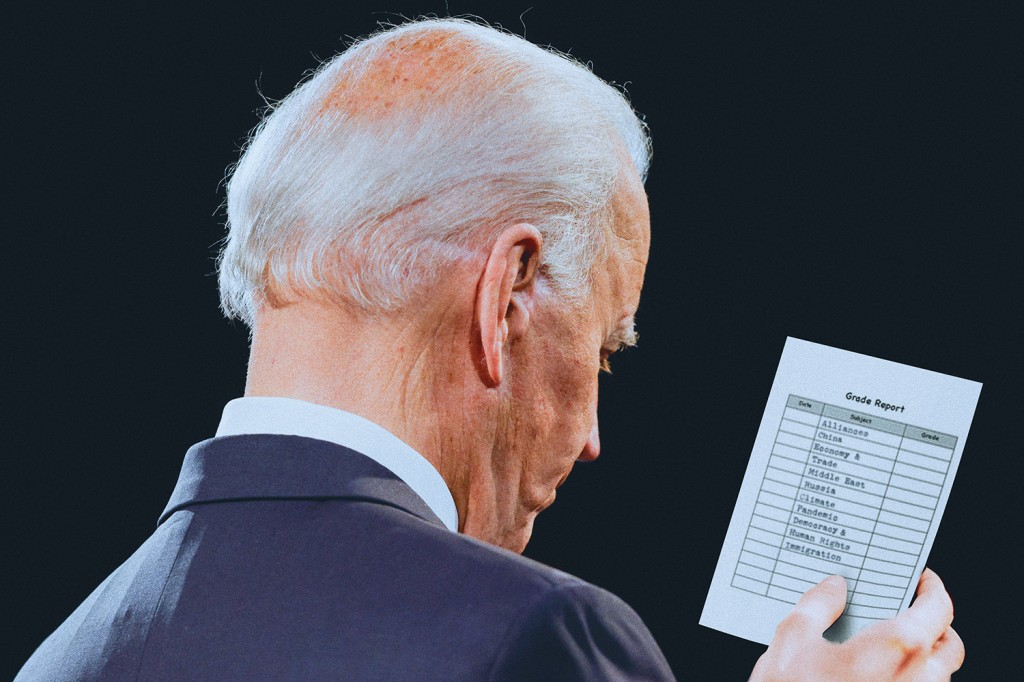 Grade Report
Date Subject Grade
Alliances
China
Economy &
Trade
Middle East
Russia
Climate
Pandemic
Democracy &
Human Rights
Immigration